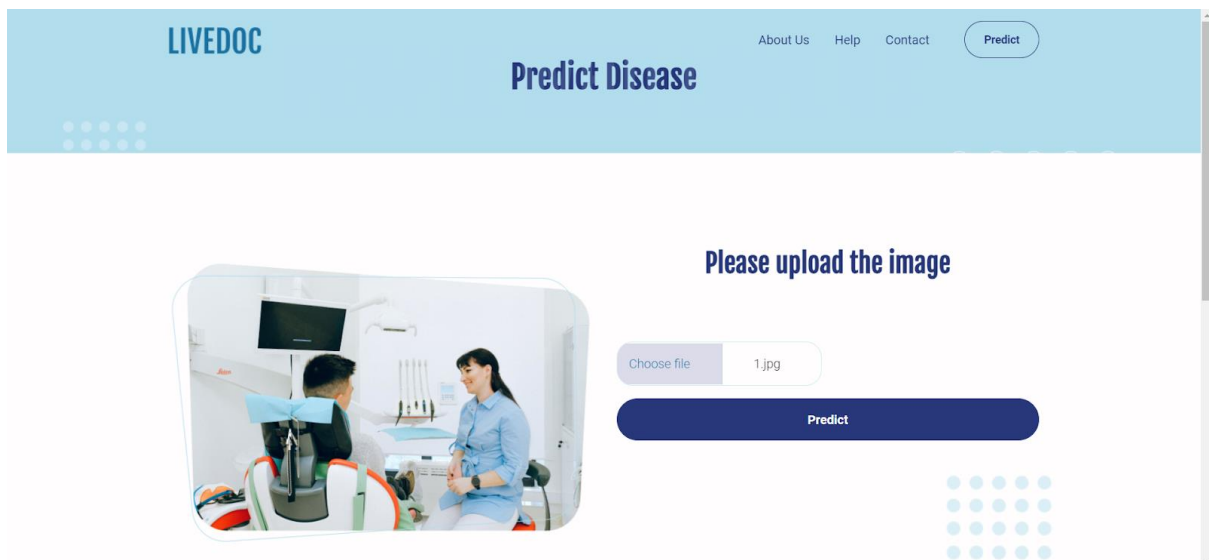 LIVEDOC
About Us Help Contact Predict
Predict Disease
Please upload the image
Choose file 1.jpg
Predict